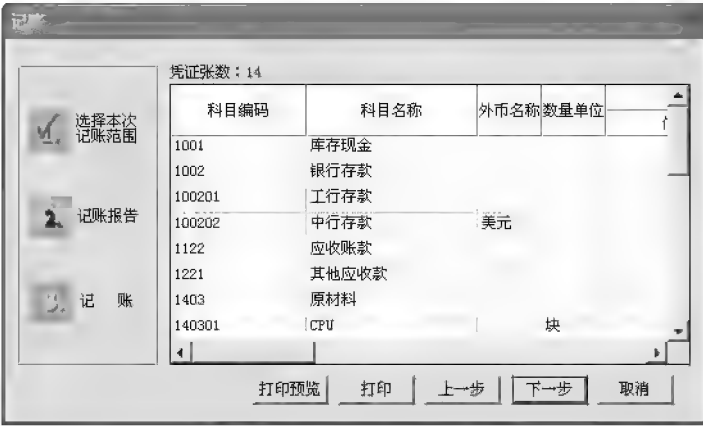 记账
选择本次
记账范围
2. 记账报告
3. 记 账
凭证张数：14
科目编码 科目名称 外币名称 数量单位
1001 库存现金
1002 银行存款
100201 工行存款
100202 中行存款 美元
1122 应收账款
1221 其他应收款
1403 原材料
140301 CPU 块
打印预览 打印 上一步 下一步 取消